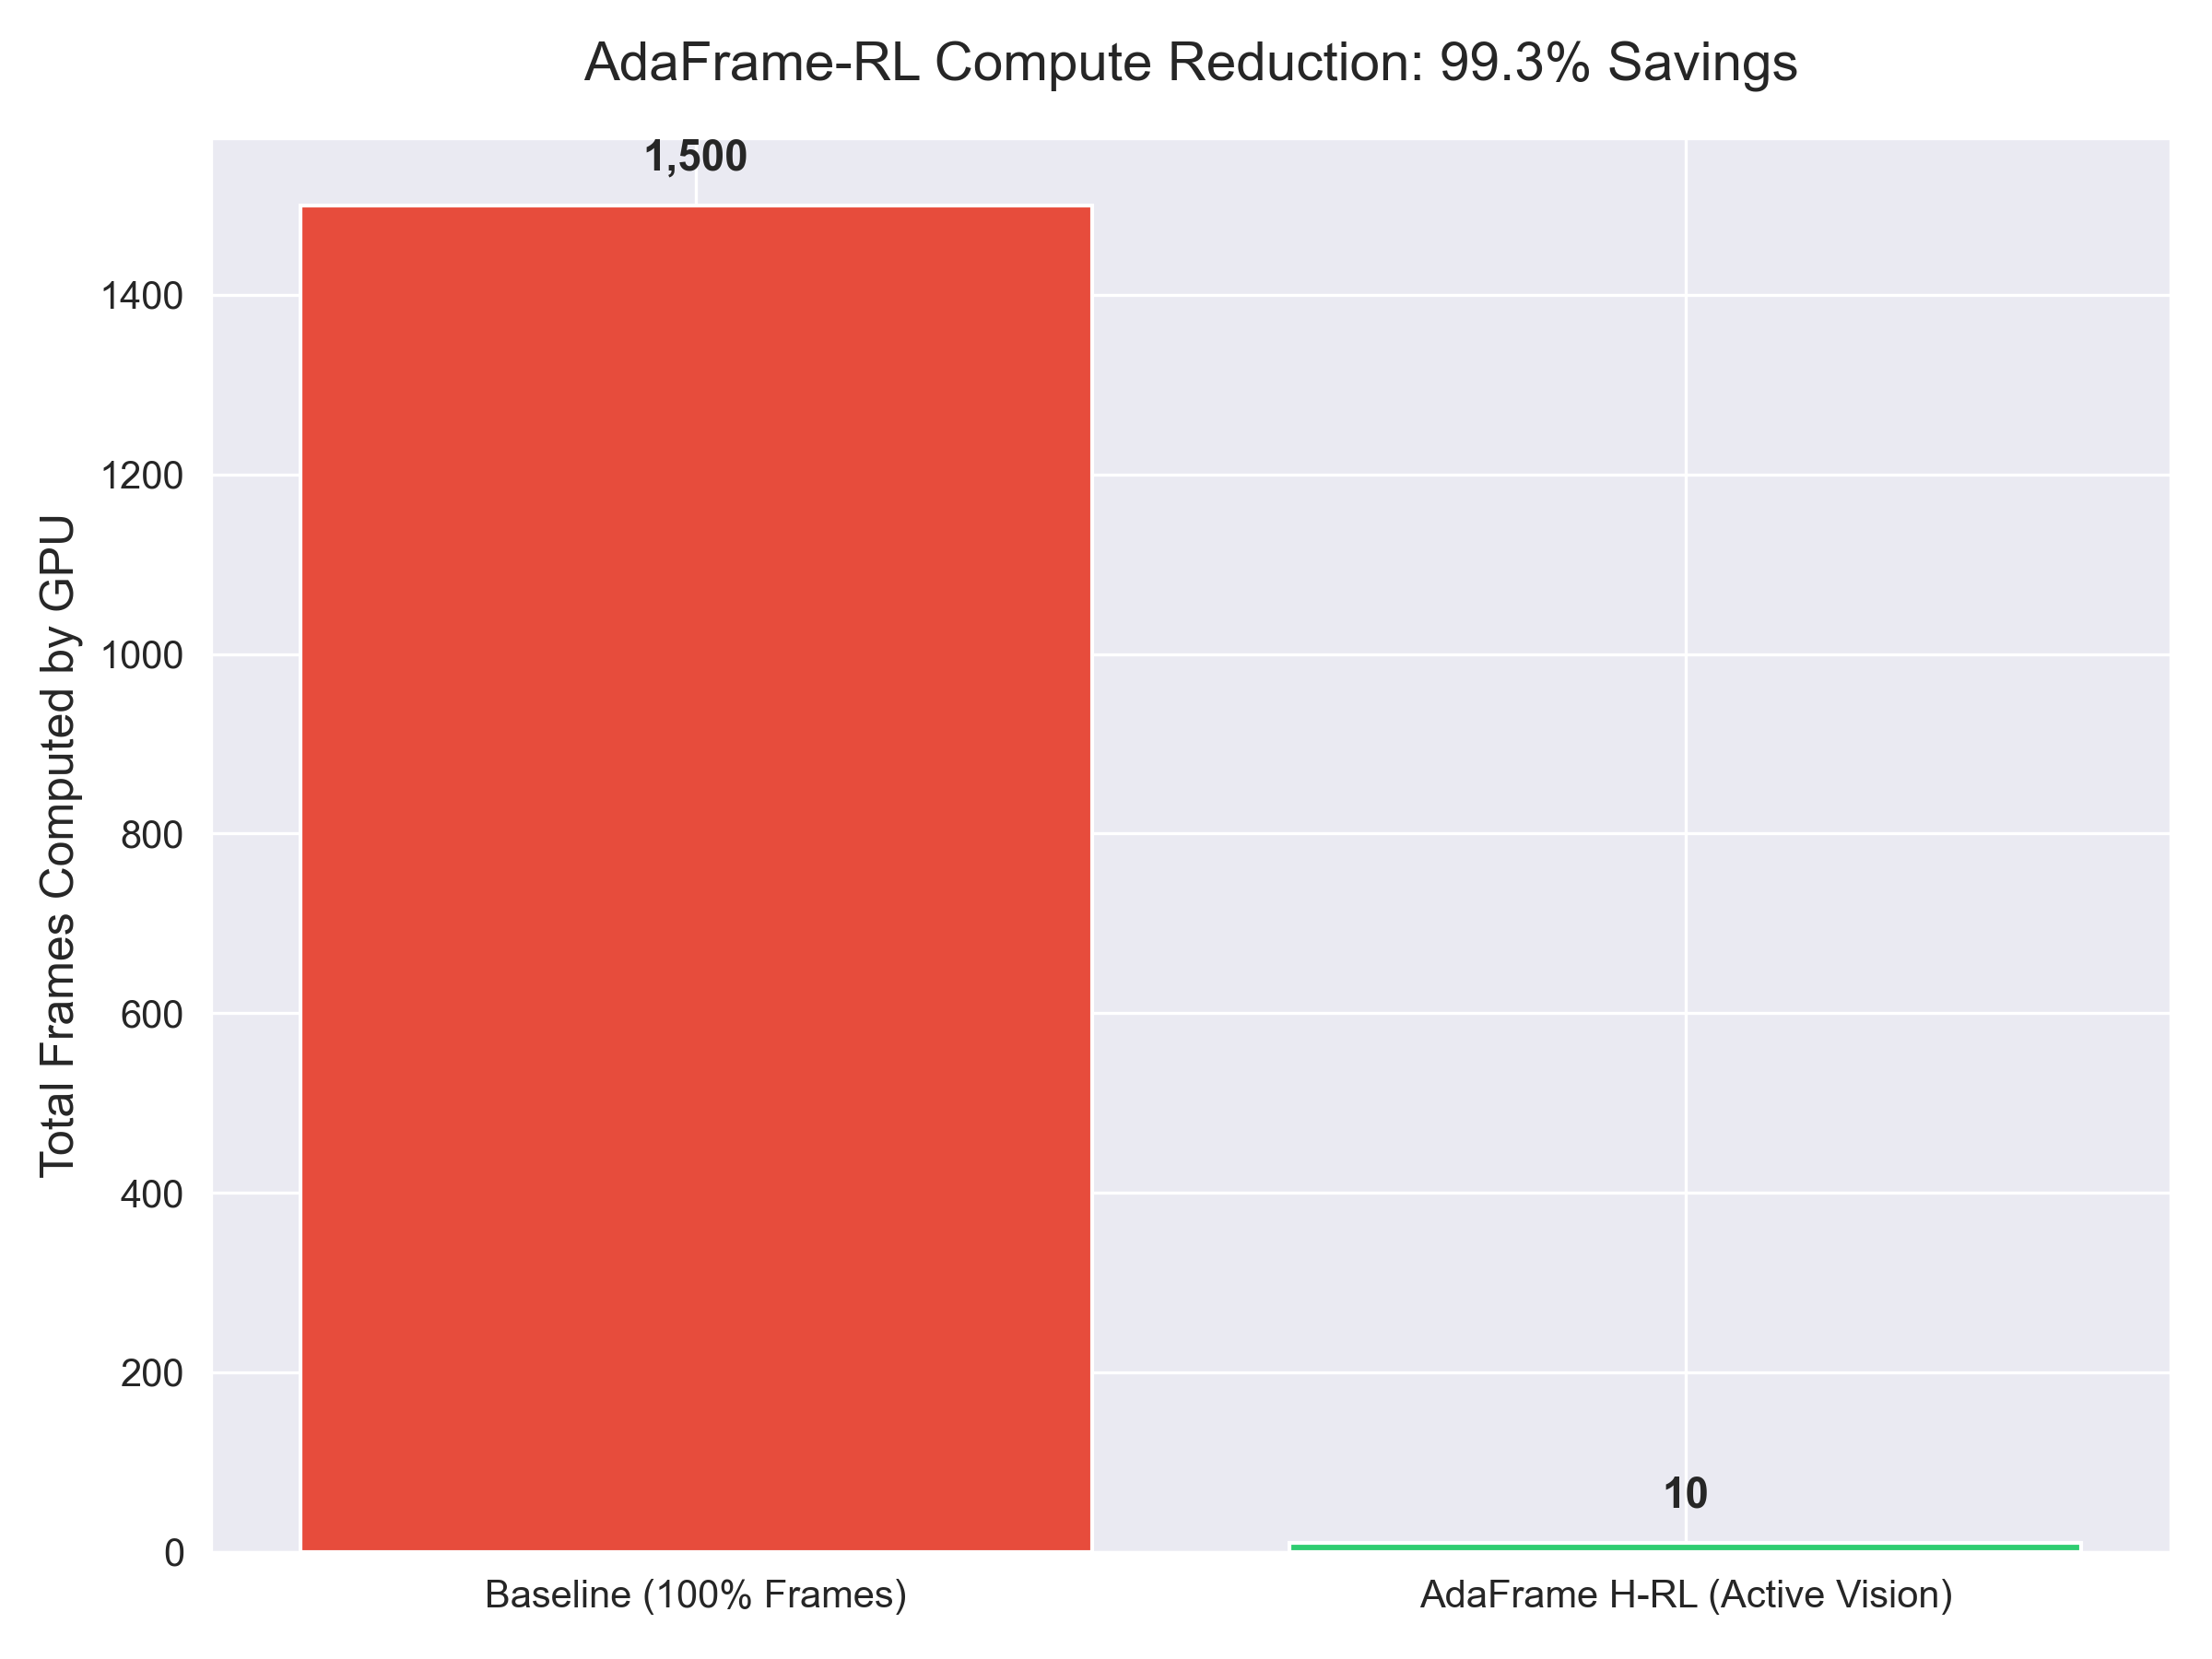 AdaFrame-RL Compute Reduction: 99.3% Savings
1,500
1400
1200
1000
800
600
400
200
0
Total Frames Computed by GPU
10
Baseline (100% Frames)
AdaFrame H-RL (Active Vision)